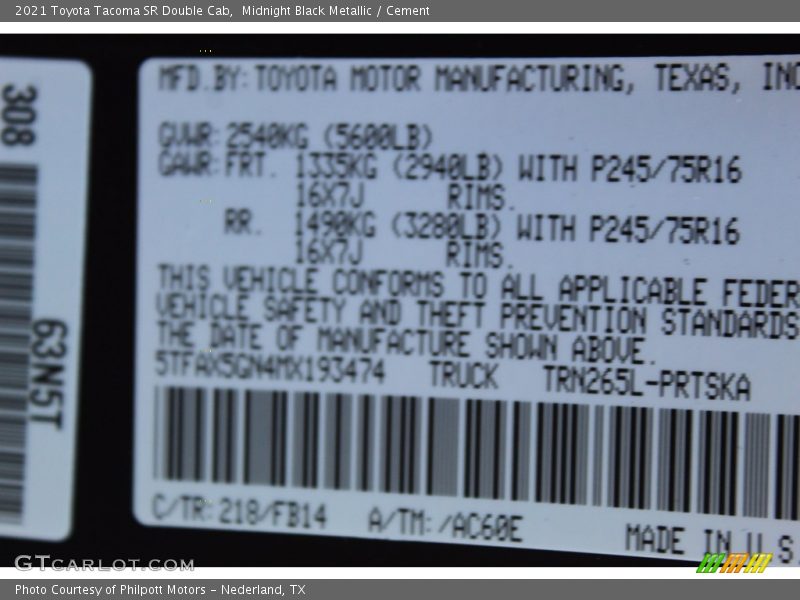 2021 Toyota Tacoma SR Double Cab, Midnight Black Metallic / Cement
308
63N5T
MFD.BY:TOYOTA MOTOR MANUFACTURING, TEXAS, INC
GVWR:2540KG (5600LB)
GAWR:FRT. 1335KG (2940LB) WITH P245/75R16
16X7J RIMS.
RR. 1490KG (3280LB) WITH P245/75R16
16X7J RIMS.
THIS VEHICLE CONFORMS TO ALL APPLICABLE FEDER
VEHICLE SAFETY AND THEFT PREVENTION STANDARDS
THE DATE OF MANUFACTURE SHOWN ABOVE.
5TFAX5GN4MX193474 TRUCK TRN265L-PRTSKA
C/TR:218/FB14 A/TM:/AC60E
MADE IN U.S.
GTCARLOT.COM
Photo Courtesy of Philpott Motors - Nederland, TX